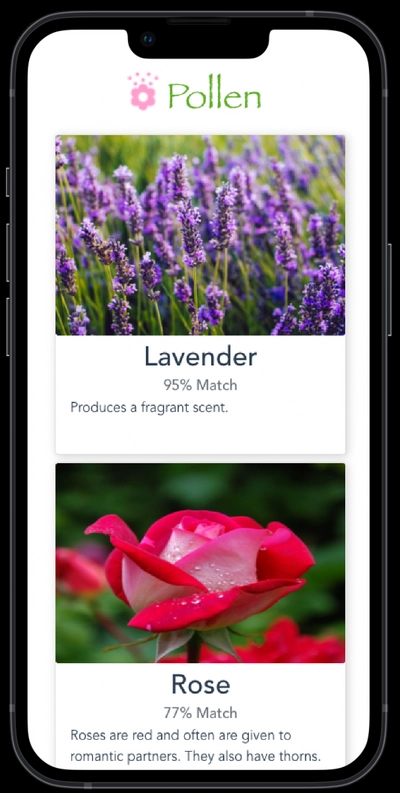 Pollen
Lavender
95% Match
Produces a fragrant scent.
Rose
77% Match
Roses are red and often are given to
romantic partners. They also have thorns.